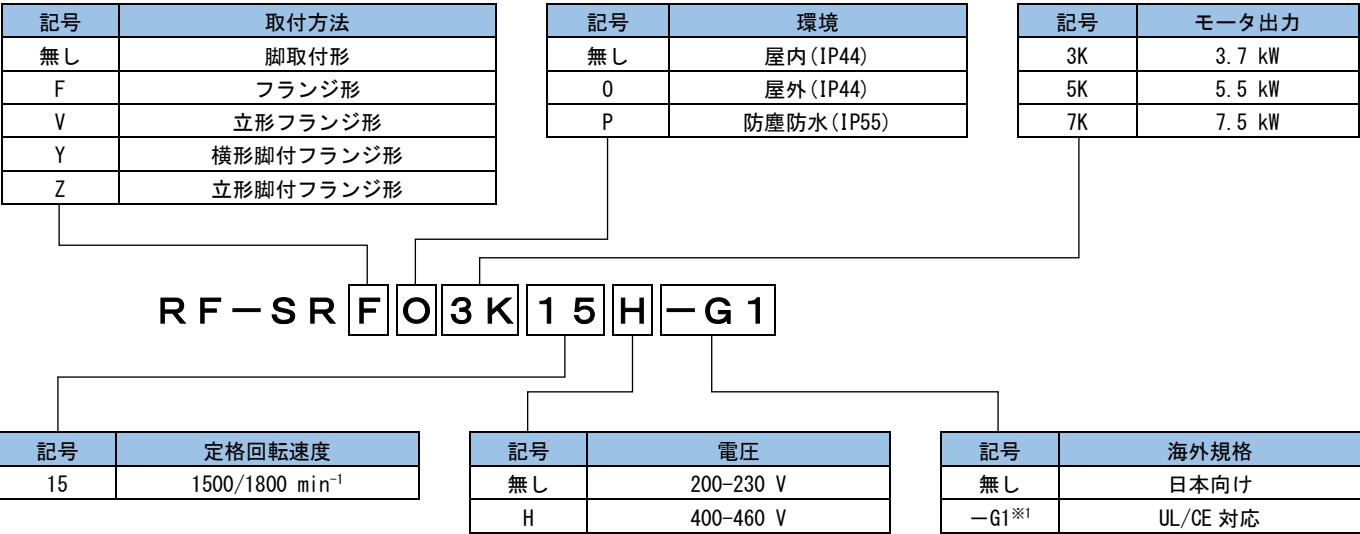 記号 取付方法
無し 脚取付形
F フランジ形
V 立形フランジ形
Y 横形脚付フランジ形
Z 立形脚付フランジ形
記号 環境
無し 屋内(IP44)
O 屋外(IP44)
P 防塵防水(IP55)
記号 モータ出力
3K 3.7 kW
5K 5.5 kW
7K 7.5 kW
RF-SRFO3K15H-G1
記号 定格回転速度
15 1500/1800 min⁻¹
記号 電圧
無し 200-230 V
H 400-460 V
記号 海外規格
無し 日本向け
-G1※1 UL/CE 対応